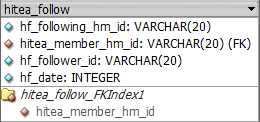 hitea_follow
hf_following_hm_id: VARCHAR(20)
hitea_member_hm_id: VARCHAR(20) (FK)
hf_follower_id: VARCHAR(20)
hf_date: INTEGER
hitea_follow_FKIndex1
hitea_member_hm_id